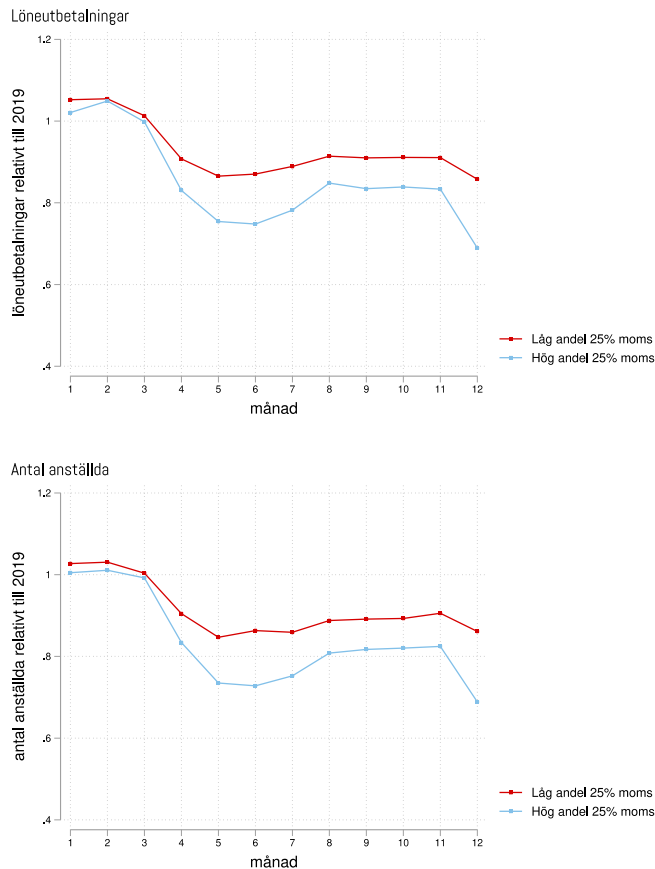 Löneutbetalningar
1.2
1
.8
.6
.4
löneutbetalningar relativt till 2019
1 2 3 4 5 6 7 8 9 10 11 12
månad
Låg andel 25% moms
Hög andel 25% moms
Antal anställda
1.2
1
.8
.6
.4
antal anställda relativt till 2019
1 2 3 4 5 6 7 8 9 10 11 12
månad
Låg andel 25% moms
Hög andel 25% moms